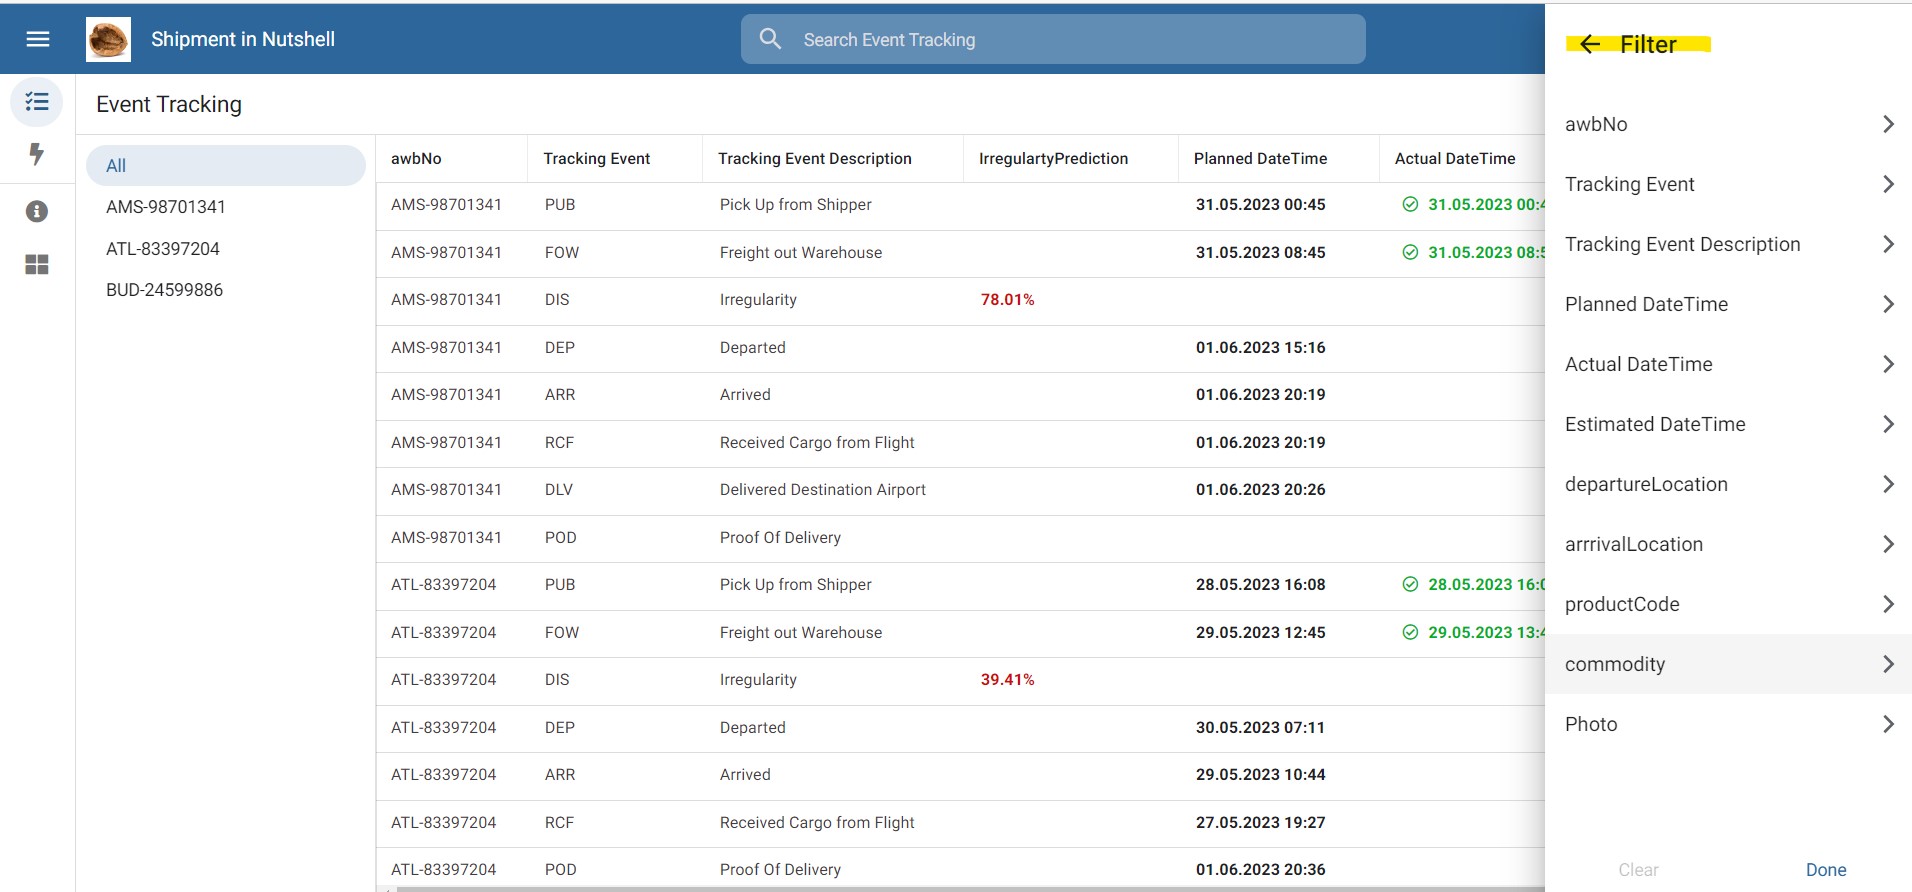 Shipment in Nutshell
Search Event Tracking
Filter
Event Tracking
All
AMS-98701341
ATL-83397204
BUD-24599886
awbNo Tracking Event Tracking Event Description IrregulartyPrediction Planned DateTime Actual DateTime
AMS-98701341 PUB Pick Up from Shipper 31.05.2023 00:45 31.05.2023 00:4
AMS-98701341 FOW Freight out Warehouse 31.05.2023 08:45 31.05.2023 08:5
AMS-98701341 DIS Irregularity 78.01%
AMS-98701341 DEP Departed 01.06.2023 15:16
AMS-98701341 ARR Arrived 01.06.2023 20:19
AMS-98701341 RCF Received Cargo from Flight 01.06.2023 20:19
AMS-98701341 DLV Delivered Destination Airport 01.06.2023 20:26
AMS-98701341 POD Proof Of Delivery
ATL-83397204 PUB Pick Up from Shipper 28.05.2023 16:08 28.05.2023 16:0
ATL-83397204 FOW Freight out Warehouse 29.05.2023 12:45 29.05.2023 13:4
ATL-83397204 DIS Irregularity 39.41%
ATL-83397204 DEP Departed 30.05.2023 07:11
ATL-83397204 ARR Arrived 29.05.2023 10:44
ATL-83397204 RCF Received Cargo from Flight 27.05.2023 19:27
ATL-83397204 POD Proof Of Delivery 01.06.2023 20:36
awbNo
Tracking Event
Tracking Event Description
Planned DateTime
Actual DateTime
Estimated DateTime
departureLocation
arrrivalLocation
productCode
commodity
Photo
Clear Done